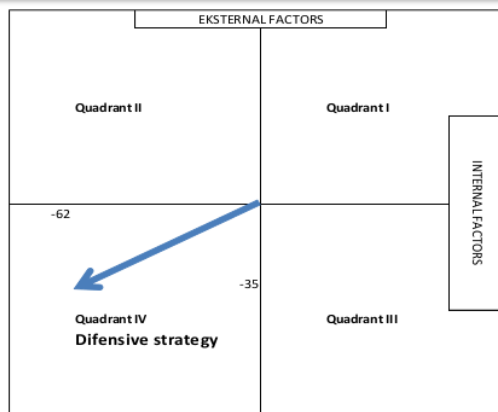 EKSTERNAL FACTORS
Quadrant II
Quadrant I
INTERNAL FACTORS
-62
-35
Quadrant IV
Difensive strategy
Quadrant III